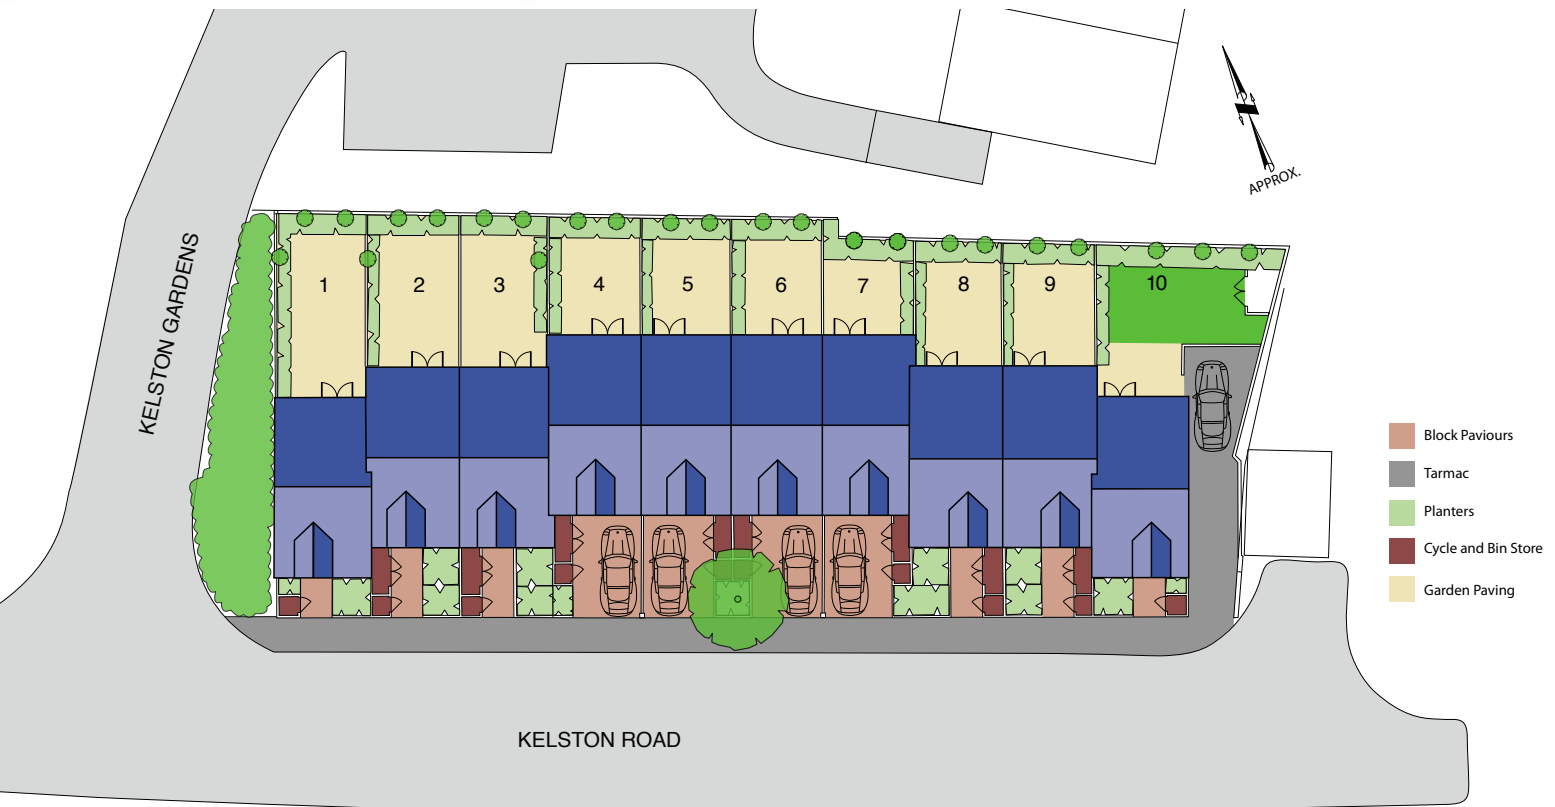 APPROX.
KELSTON GARDENS
1
2
3
4
5
6
7
8
9
10
Block Paviours
Tarmac
Planters
Cycle and Bin Store
Garden Paving
KELSTON ROAD